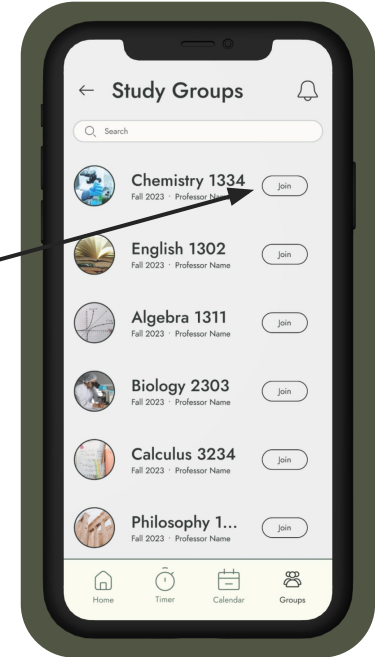 Study Groups
Search
Chemistry 1334
Fall 2023 · Professor Name
Join
English 1302
Fall 2023 · Professor Name
Join
Algebra 1311
Fall 2023 · Professor Name
Join
Biology 2303
Fall 2023 · Professor Name
Join
Calculus 3234
Fall 2023 · Professor Name
Join
Philosophy 1...
Fall 2023 · Professor Name
Join
Home Timer Calendar Groups